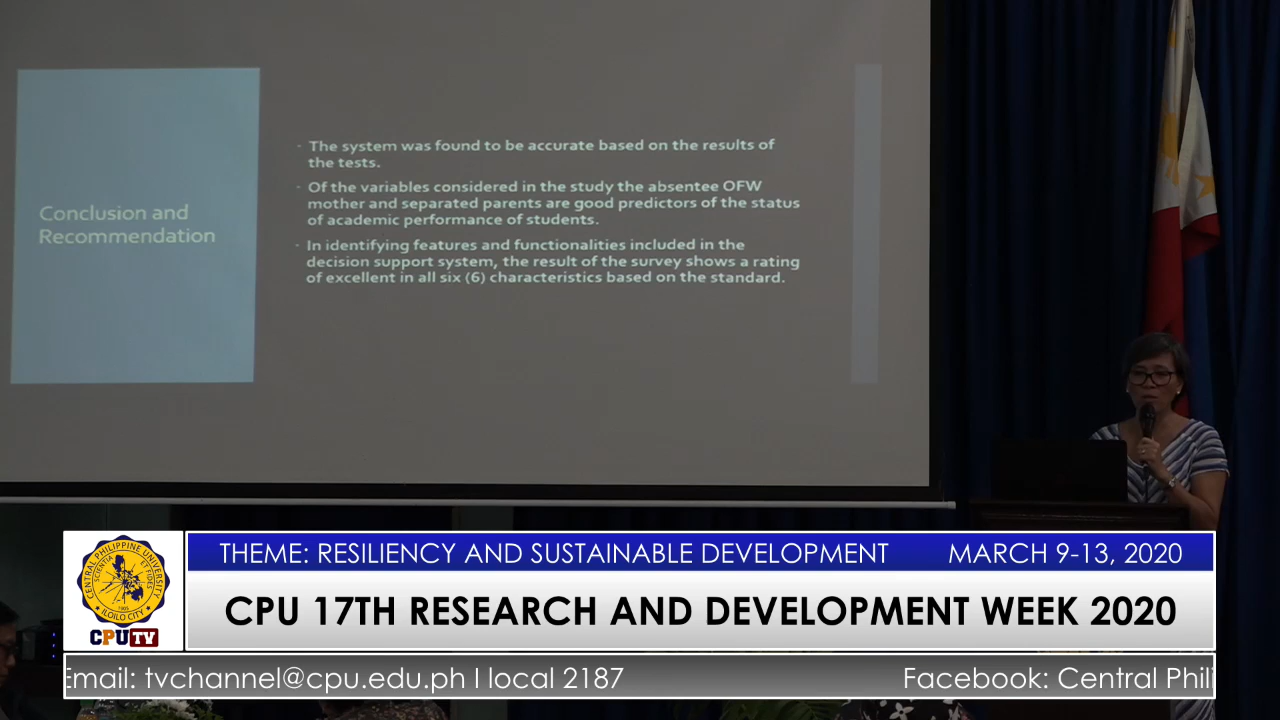 Conclusion and
Recommendation
- The system was found to be accurate based on the results of
the tests.
- Of the variables considered in the study the absentee OFW
mother and separated parents are good predictors of the status
of academic performance of students.
- In identifying features and functionalities included in the
decision support system, the result of the survey shows a rating
of excellent in all six (6) characteristics based on the standard.
CENTRAL PHILIPPINE UNIVERSITY
SCIENTIA ET FIDES
1905
ILOILO CITY
CPUTV
THEME: RESILIENCY AND SUSTAINABLE DEVELOPMENT MARCH 9-13, 2020
CPU 17TH RESEARCH AND DEVELOPMENT WEEK 2020
Email: tvchannel@cpu.edu.ph I local 2187 Facebook: Central Phili